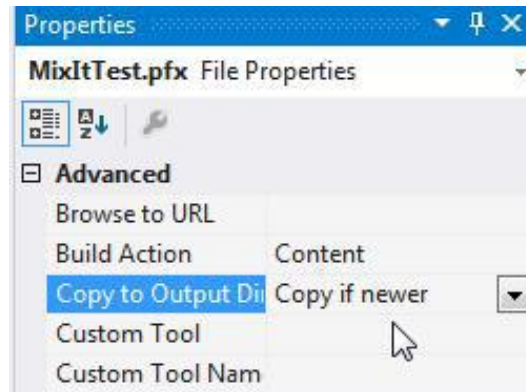 Properties
MixItTest.pfx File Properties
Advanced
Browse to URL
Build Action Content
Copy to Output Dir Copy if newer
Custom Tool
Custom Tool Nam